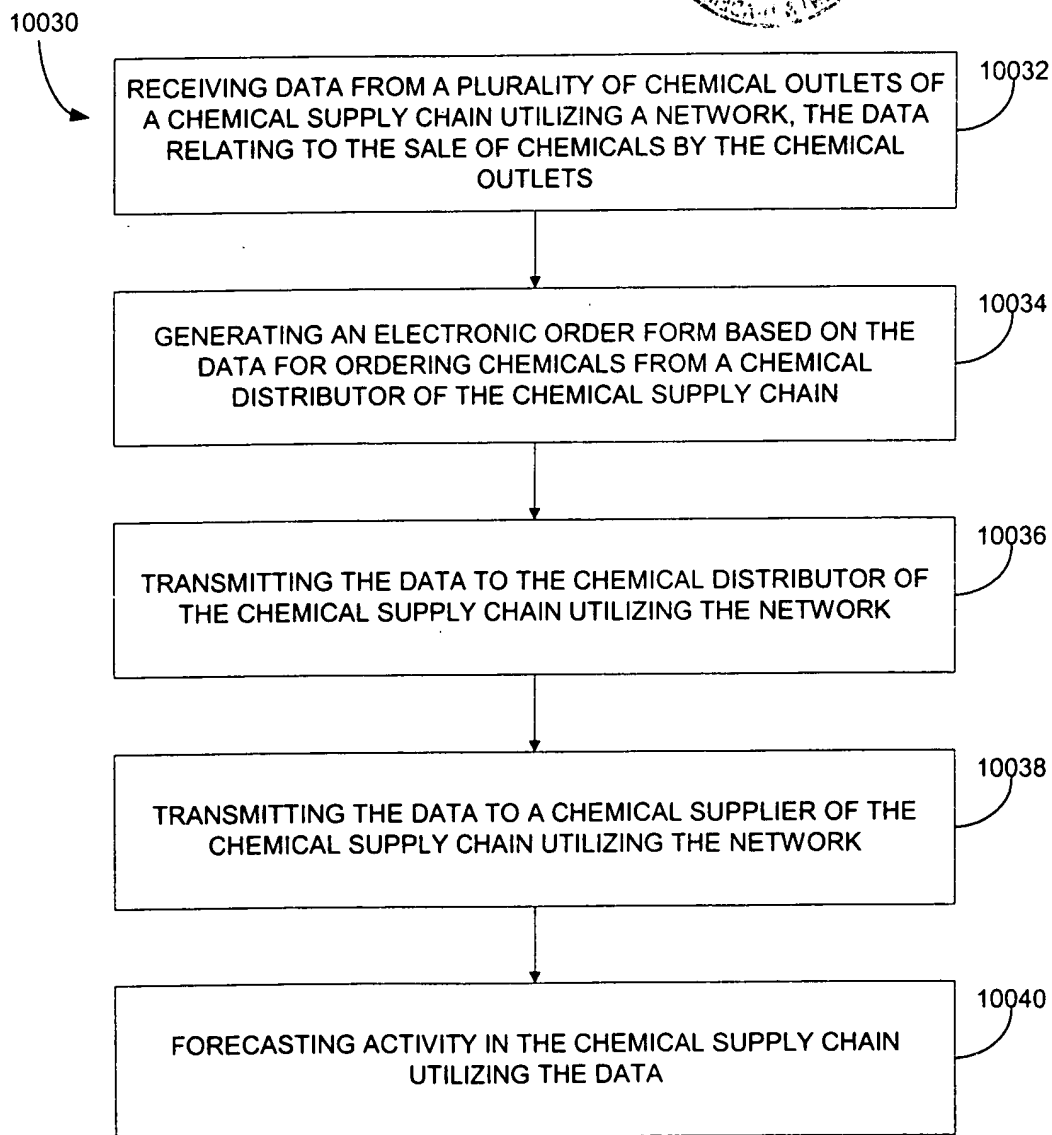 10030
RECEIVING DATA FROM A PLURALITY OF CHEMICAL OUTLETS OF
A CHEMICAL SUPPLY CHAIN UTILIZING A NETWORK, THE DATA
RELATING TO THE SALE OF CHEMICALS BY THE CHEMICAL
OUTLETS
10032
GENERATING AN ELECTRONIC ORDER FORM BASED ON THE
DATA FOR ORDERING CHEMICALS FROM A CHEMICAL
DISTRIBUTOR OF THE CHEMICAL SUPPLY CHAIN
10034
TRANSMITTING THE DATA TO THE CHEMICAL DISTRIBUTOR OF
THE CHEMICAL SUPPLY CHAIN UTILIZING THE NETWORK
10036
TRANSMITTING THE DATA TO A CHEMICAL SUPPLIER OF THE
CHEMICAL SUPPLY CHAIN UTILIZING THE NETWORK
10038
FORECASTING ACTIVITY IN THE CHEMICAL SUPPLY CHAIN
UTILIZING THE DATA
10040